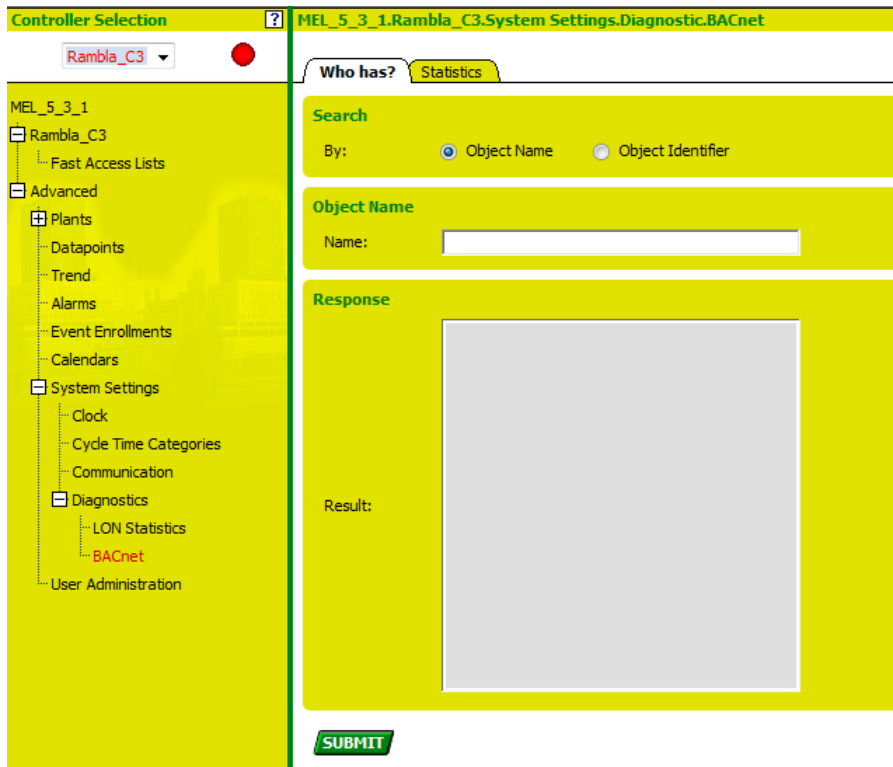 Controller Selection ?
Rambla_C3
MEL_5_3_1
Rambla_C3
Fast Access Lists
Advanced
Plants
Datapoints
Trend
Alarms
Event Enrollments
Calendars
System Settings
Clock
Cycle Time Categories
Communication
Diagnostics
LON Statistics
BACnet
User Administration
MEL_5_3_1.Rambla_C3.System Settings.Diagnostic.BACnet
Who has? Statistics
Search
By: Object Name Object Identifier
Object Name
Name:
Response
Result:
SUBMIT